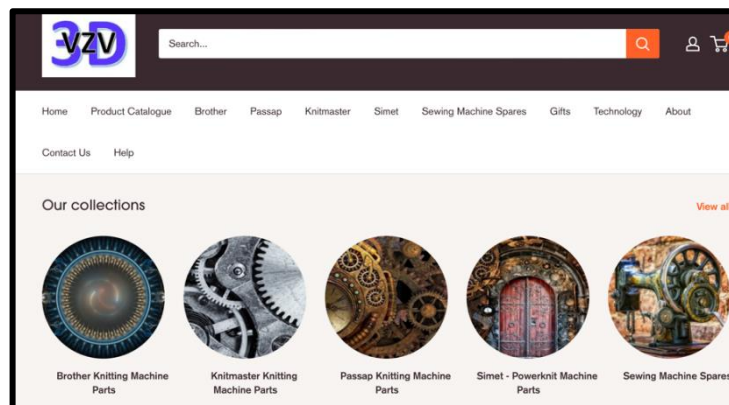 3D
VZV
Search...
Home Product Catalogue Brother Passap Knitmaster Simet Sewing Machine Spares Gifts Technology About
Contact Us Help
Our collections
View all
Brother Knitting Machine
Parts
Knitmaster Knitting
Machine Parts
Passap Knitting Machine
Parts
Simet - Powerknit Machine
Parts
Sewing Machine Spares